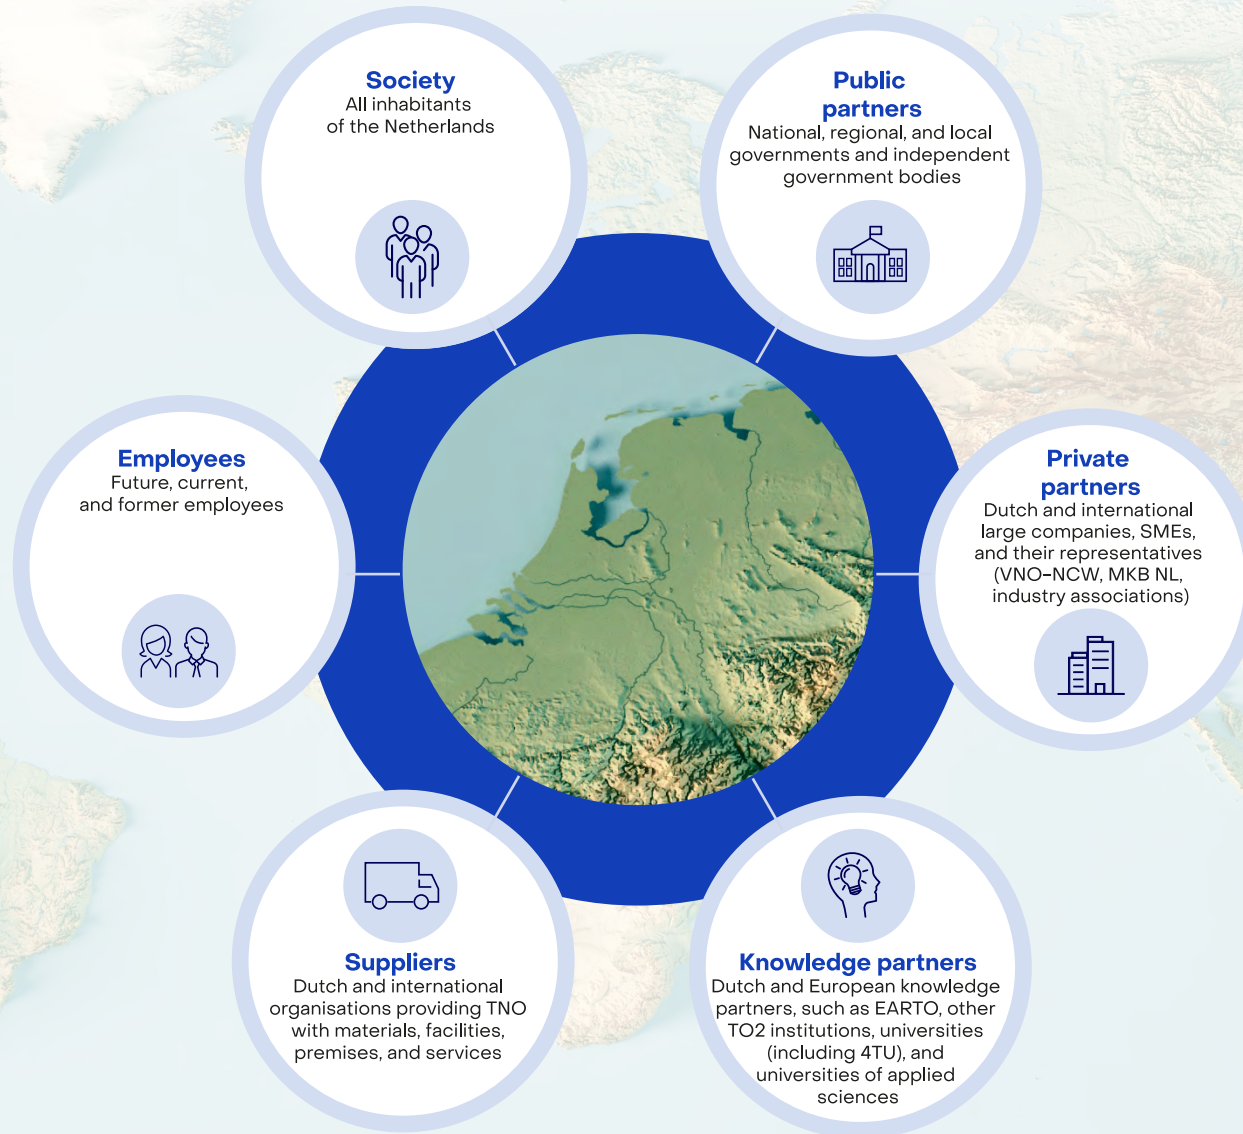 Society
All inhabitants
of the Netherlands
Public
partners
National, regional, and local
governments and independent
government bodies
Employees
Future, current,
and former employees
Private
partners
Dutch and international
large companies, SMEs,
and their representatives
(VNO-NCW, MKB NL,
industry associations)
Suppliers
Dutch and international
organisations providing TNO
with materials, facilities,
premises, and services
Knowledge partners
Dutch and European knowledge
partners, such as EARTO, other
TO2 institutions, universities
(including 4TU), and
universities of applied
sciences